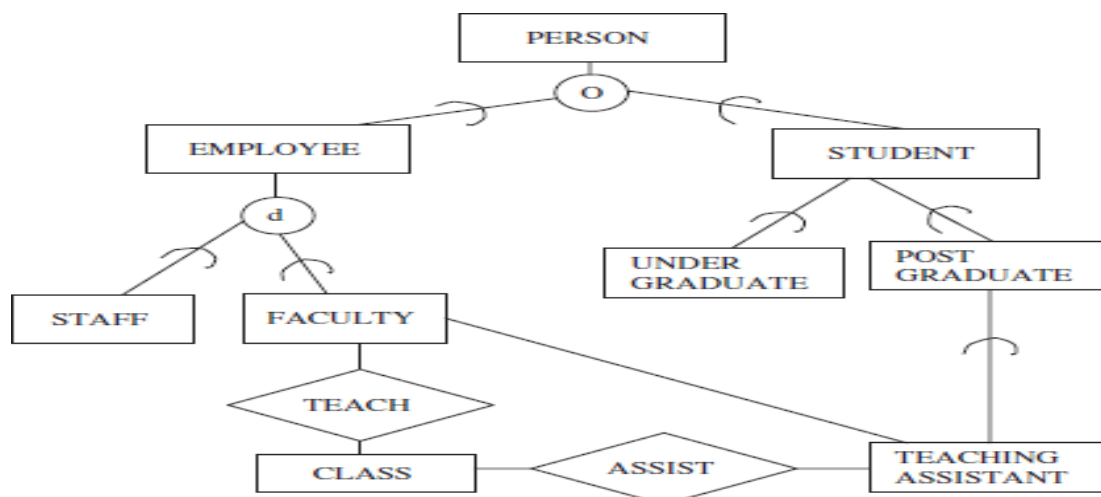 PERSON
O
EMPLOYEE
STUDENT
d
UNDER
GRADUATE
POST
GRADUATE
STAFF
FACULTY
TEACH
CLASS
ASSIST
TEACHING
ASSISTANT